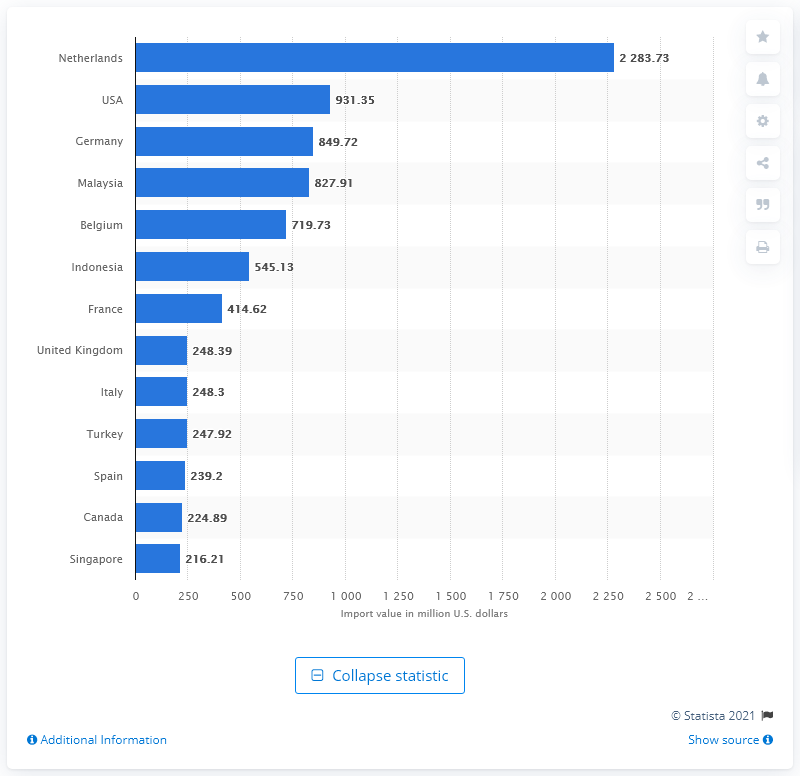 Netherlands 2 283.73
USA 931.35
Germany 849.72
Malaysia 827.91
Belgium 719.73
Indonesia 545.13
France 414.62
United Kingdom 248.39
Italy 248.3
Turkey 247.92
Spain 239.2
Canada 224.89
Singapore 216.21
0 250 500 750 1 000 1 250 1 500 1 750 2 000 2 250 2 500 2 ...
Import value in million U.S. dollars
Collapse statistic
© Statista 2021
Additional Information Show source